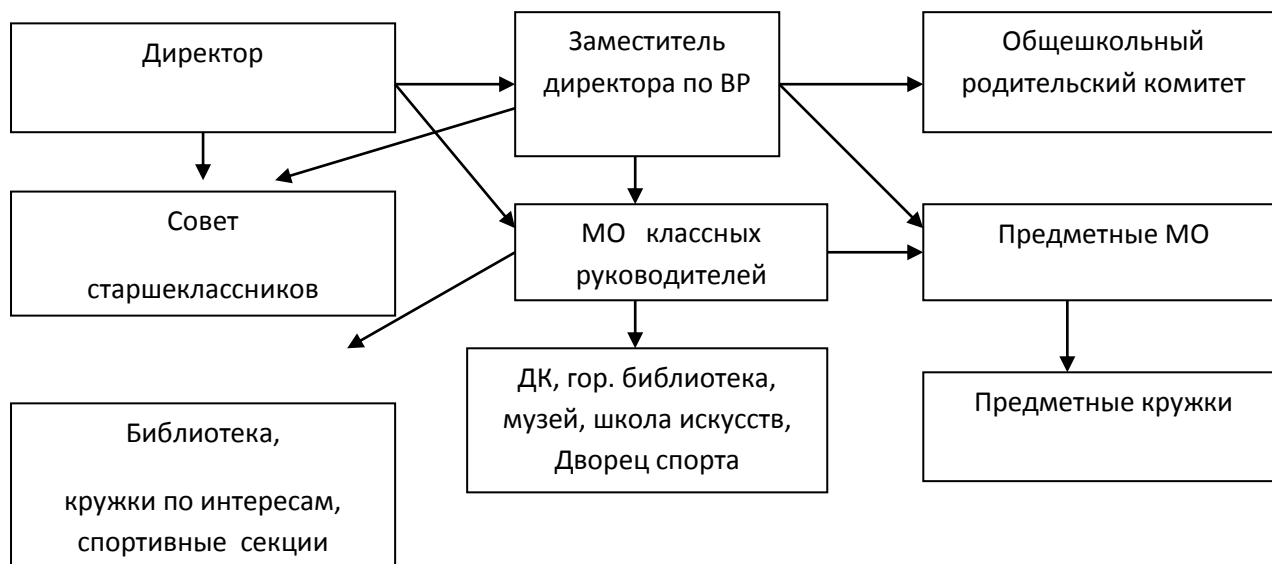 Директор
Заместитель
директора по ВР
Общешкольный
родительский комитет
Совет
старшеклассников
МО классных
руководителей
Предметные МО
ДК, гор. библиотека,
музей, школа искусств,
Дворец спорта
Предметные кружки
Библиотека,
кружки по интересам,
спортивные секции